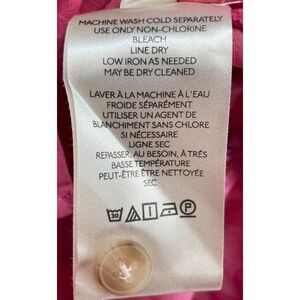 MACHINE WASH COLD SEPARATELY
USE ONLY NON-CHLORINE
BLEACH
LINE DRY
LOW IRON AS NEEDED
MAY BE DRY CLEANED
LAVER À LA MACHINE À L'EAU
FROIDE SÉPARÉMENT
UTILISER UN AGENT DE
BLANCHIMENT SANS CHLORE
SI NÉCESSAIRE
LIGNE SEC
REPASSER, AU BESOIN, À TRÉS
BASSE TEMPÉRATURE
PEUT-ÊTRE ÊTRE NETTOYÉE
SEC
30
P